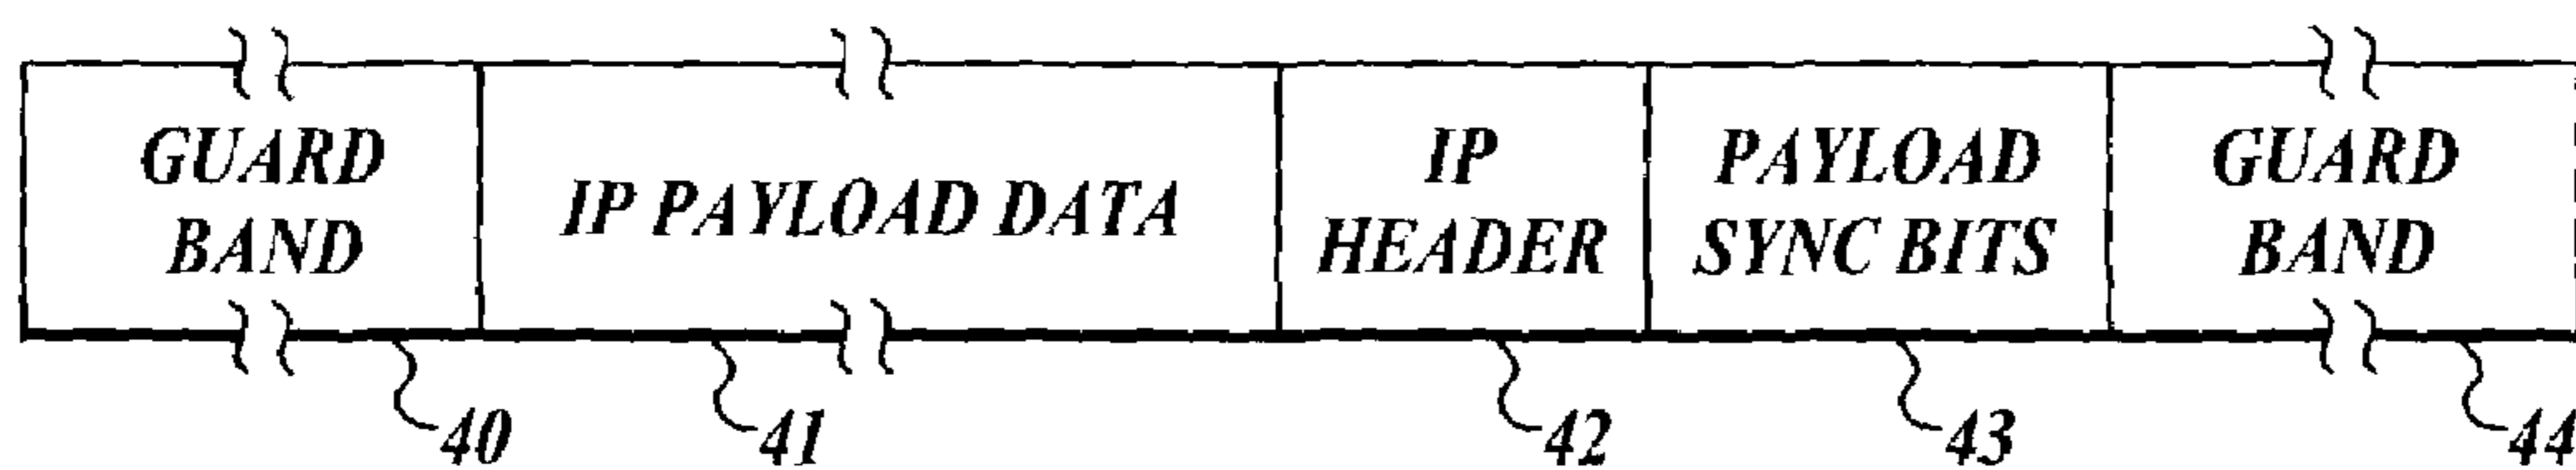 GUARD
BAND
IP PAYLOAD DATA
IP
HEADER
PAYLOAD
SYNC BITS
GUARD
BAND
40
41
42
43
44